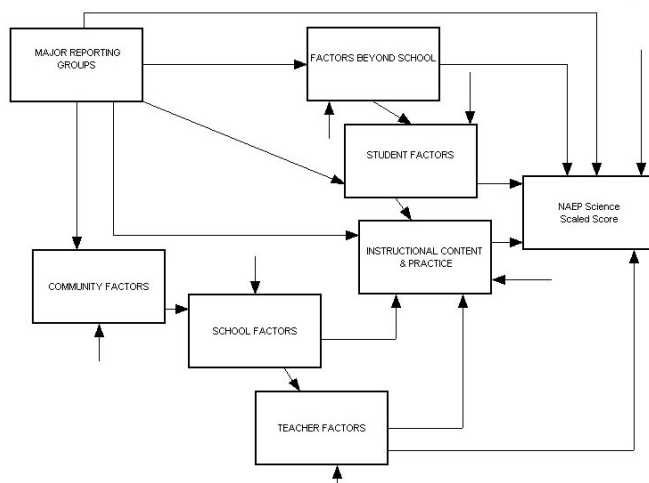 MAJOR REPORTING
GROUPS
FACTORS BEYOND SCHOOL
STUDENT FACTORS
NAEP Science
Scaled Score
INSTRUCTIONAL CONTENT
& PRACTICE
COMMUNITY FACTORS
SCHOOL FACTORS
TEACHER FACTORS